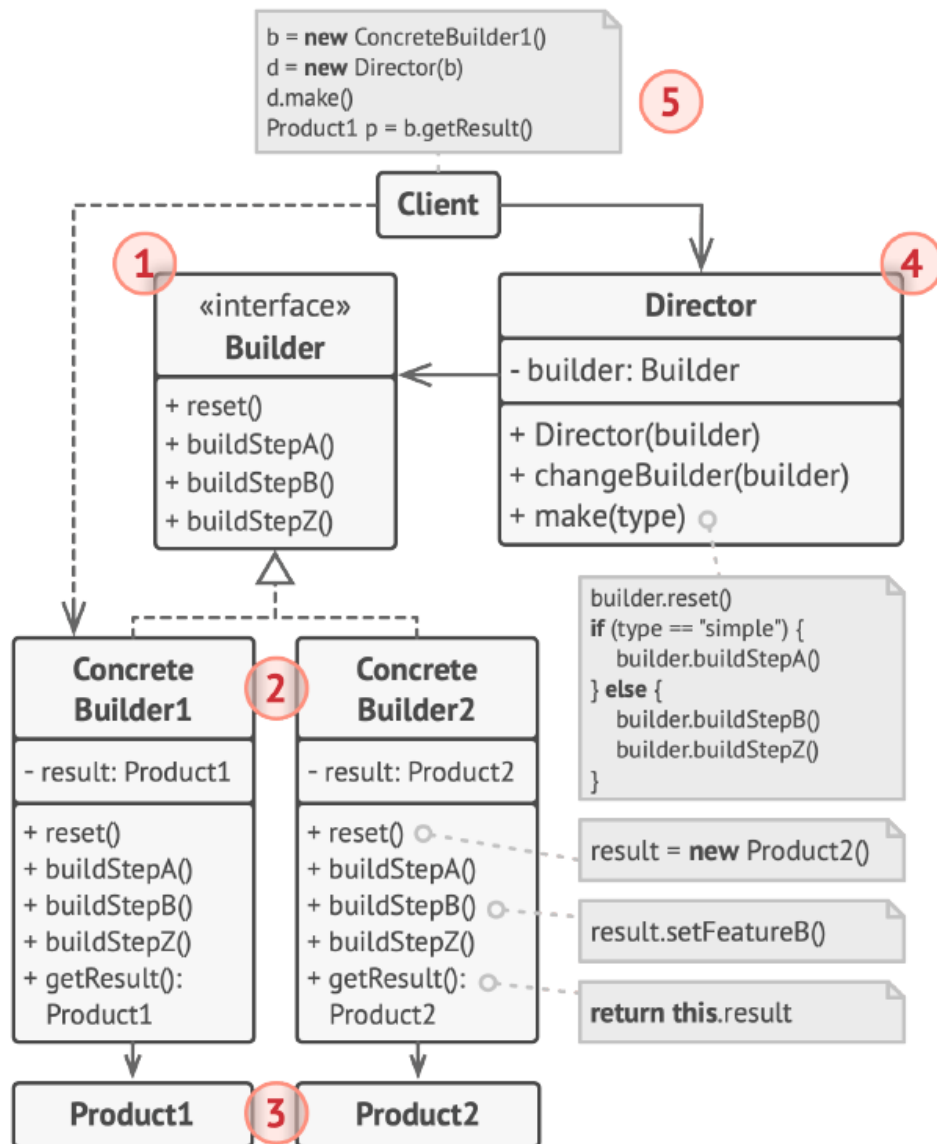 b = new ConcreteBuilder1()
d = new Director(b)
d.make()
Product1 p = b.getResult()
5
Client
1
«interface»
Builder
+ reset()
+ buildStepA()
+ buildStepB()
+ buildStepZ()
4
Director
- builder: Builder
+ Director(builder)
+ changeBuilder(builder)
+ make(type)
builder.reset()
if (type == "simple") {
builder.buildStepA()
} else {
builder.buildStepB()
builder.buildStepZ()
}
2
Concrete
Builder1
- result: Product1
+ reset()
+ buildStepA()
+ buildStepB()
+ buildStepZ()
+ getResult():
Product1
Concrete
Builder2
- result: Product2
+ reset()
+ buildStepA()
+ buildStepB()
+ buildStepZ()
+ getResult():
Product2
result = new Product2()
result.setFeatureB()
return this.result
Product1
3
Product2